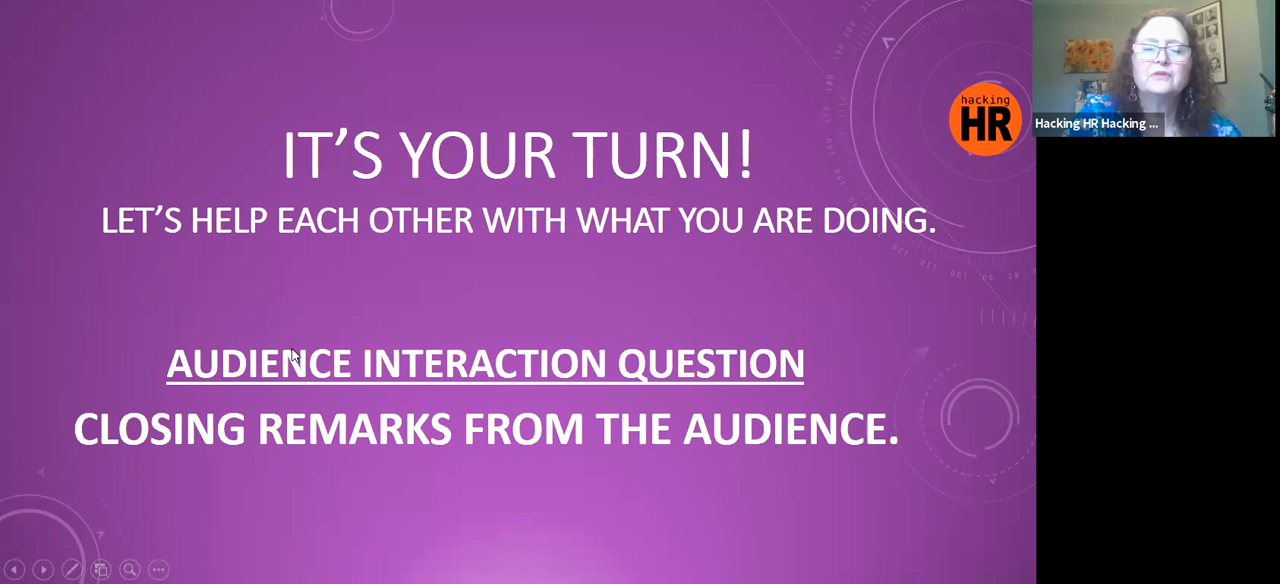 IT'S YOUR TURN!
LET'S HELP EACH OTHER WITH WHAT YOU ARE DOING.
AUDIENCE INTERACTION QUESTION
CLOSING REMARKS FROM THE AUDIENCE.
hacking
HR
Hacking HR Hacking ...